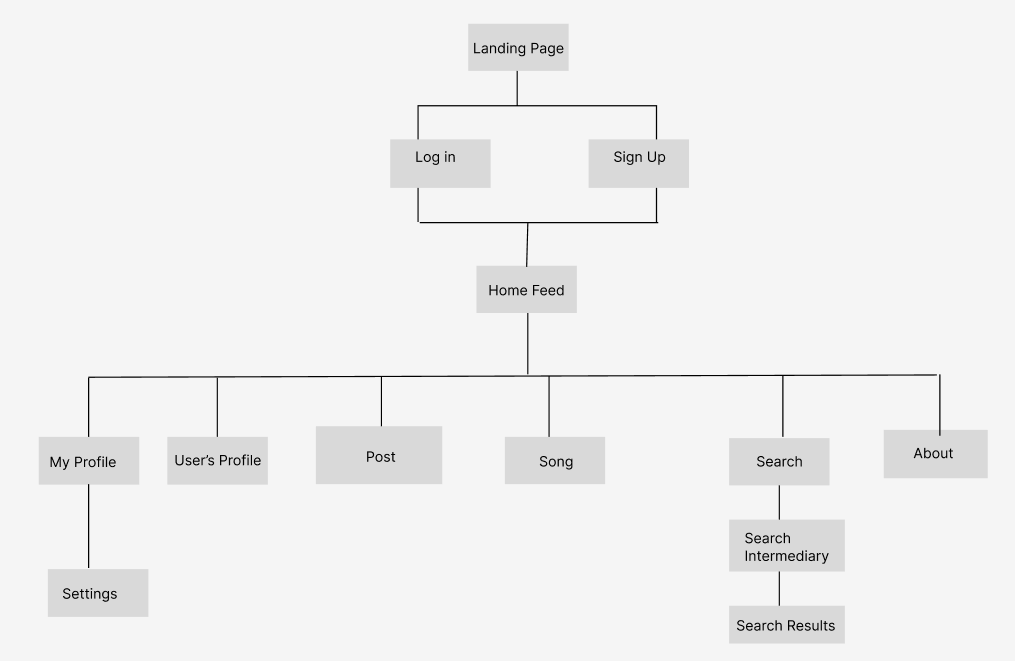 Landing Page
Log in
Sign Up
Home Feed
My Profile
User’s Profile
Post
Song
Search
About
Search
Intermediary
Settings
Search Results